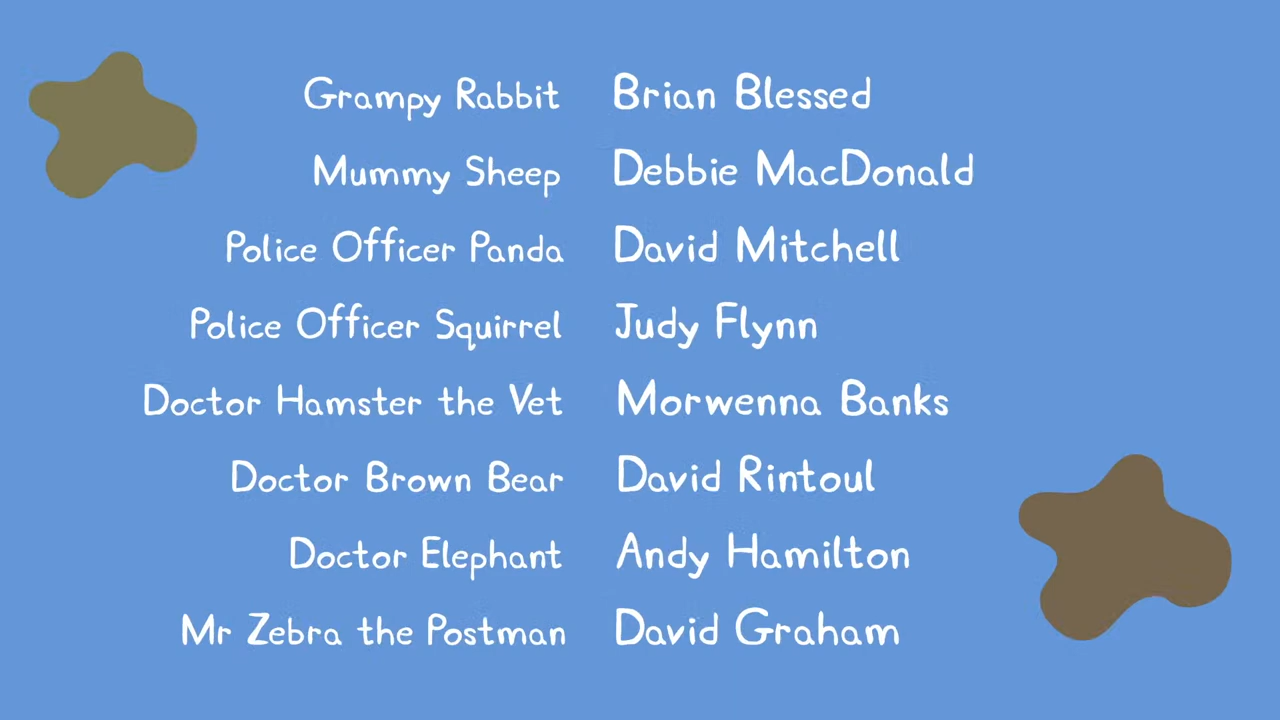 Grampy Rabbit Brian Blessed
Mummy Sheep Debbie MacDonald
Police Officer Panda David Mitchell
Police Officer Squirrel Judy Flynn
Doctor Hamster the Vet Morwenna Banks
Doctor Brown Bear David Rintoul
Doctor Elephant Andy Hamilton
Mr Zebra the Postman David Graham